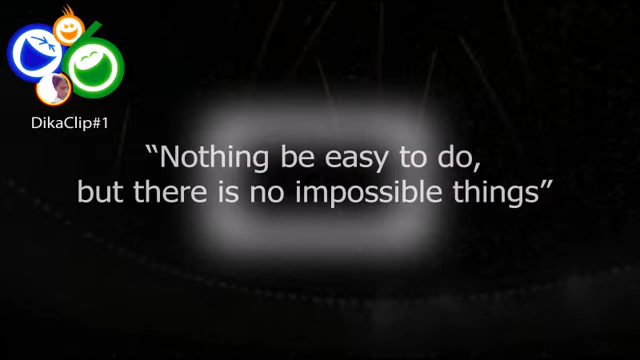 DikaClip#1
“Nothing be easy to do,
but there is no impossible things”